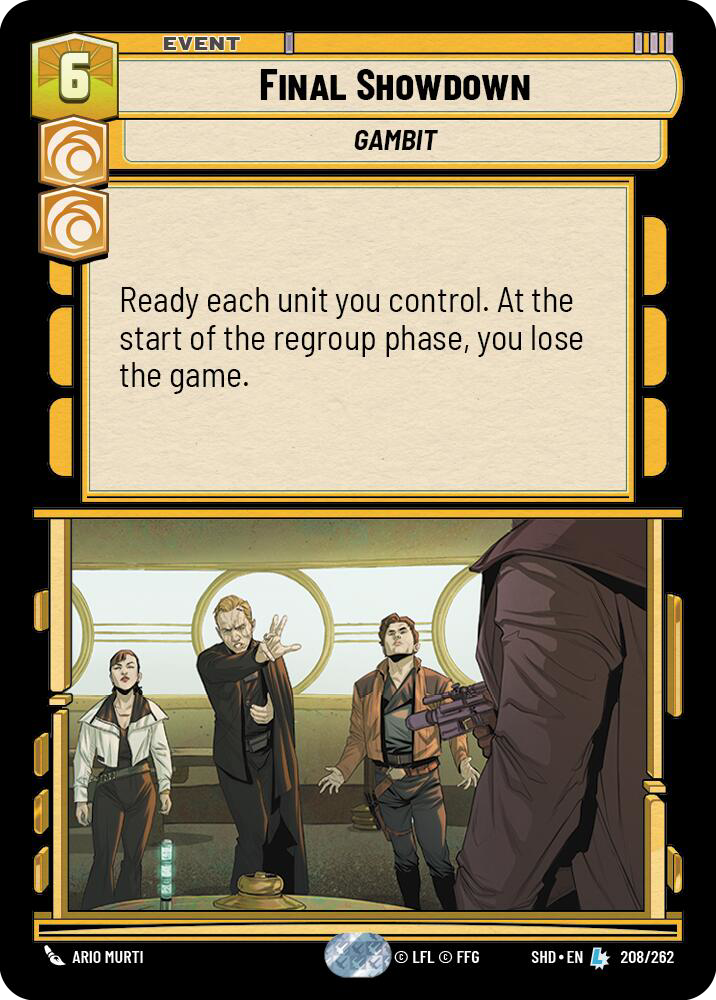 EVENT
6
FINAL SHOWDOWN
GAMBIT
Ready each unit you control. At the
start of the regroup phase, you lose
the game.
ARIO MURTI
© LFL © FFG
SHD • EN L 208/262